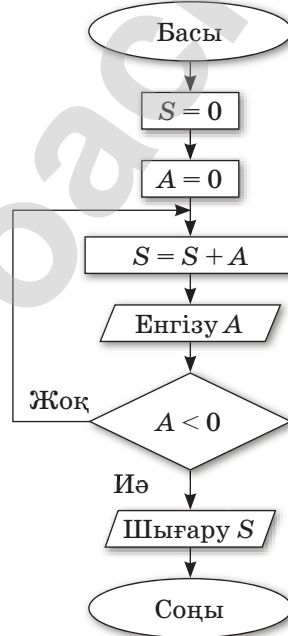 Басы
S = 0
A = 0
S = S + A
Енгізу A
Жоқ
A < 0
Иә
Шығару S
Соңы